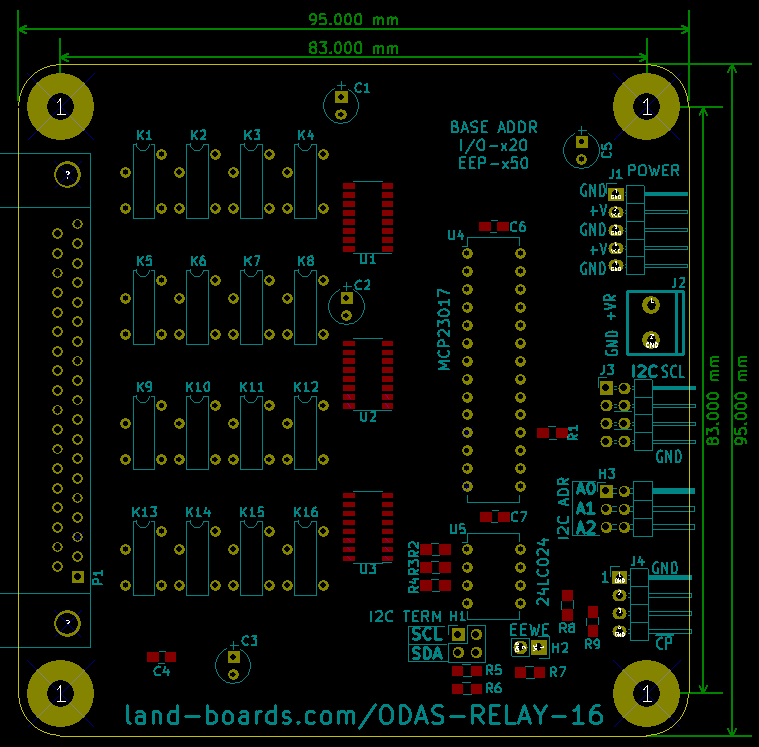 95.000 mm
83.000 mm
1
1
C1
K1 K2 K3 K4
BASE ADDR
I/O-x20
EEP-x50
C5
?
J1 POWER
GND
+V
GND
+V
GND
U1
C6
U4
K5 K6 K7 K8
C2
MCP23017
J2
GND +VR
83.000 mm
95.000 mm
J3 I2C SCL
K9 K10 K11 K12
U2
R1
GND
H3
I2C ADR
A0
A1
A2
K13 K14 K15 K16
C7
U5
U3
R2
R3
R4
24LC024
P1
J4 GND
1
?
I2C TERM H1
SCL
SDA
EEWE
H2
R8
R9
CP
C3
C4
R5
R6
R7
1
1
land-boards.com/ODAS-RELAY-16